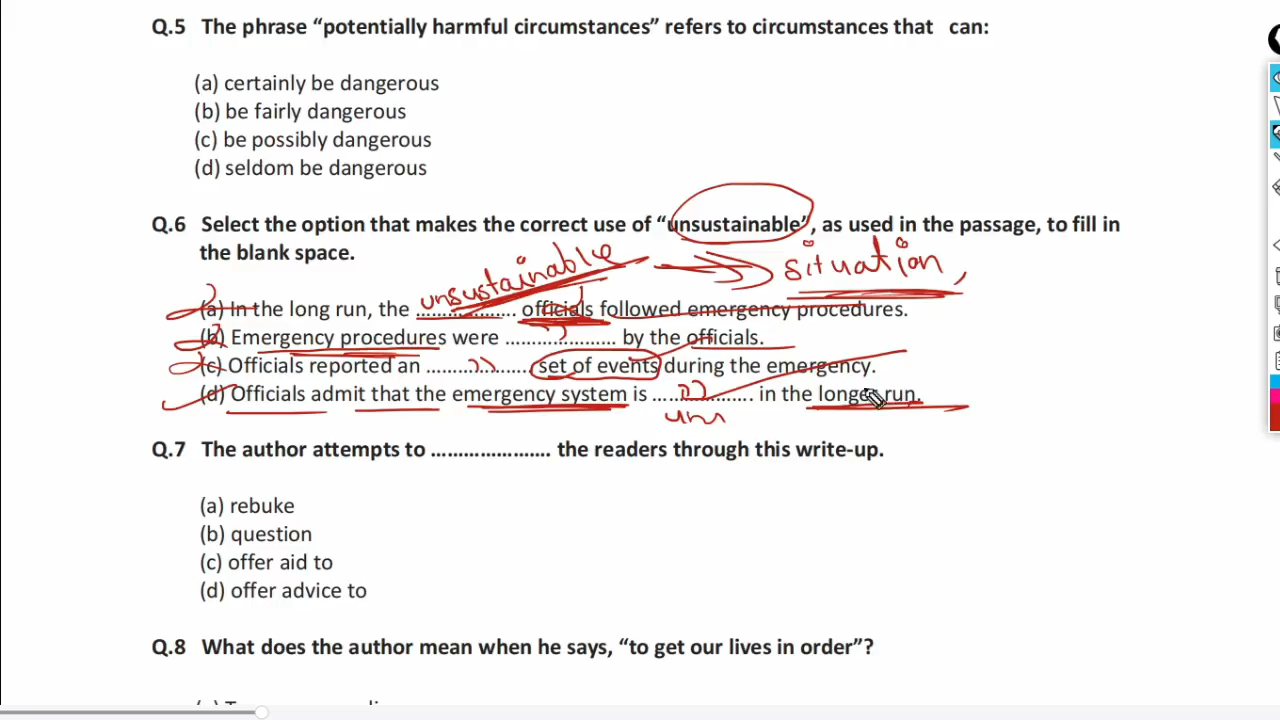 Q.5 The phrase “potentially harmful circumstances” refers to circumstances that can:
(a) certainly be dangerous
(b) be fairly dangerous
(c) be possibly dangerous
(d) seldom be dangerous
Q.6 Select the option that makes the correct use of “unsustainable”, as used in the passage, to fill in
the blank space.
unsustainable situation,
(a) In the long run, the ……………….. officials followed emergency procedures.
(b) Emergency procedures were ………………… by the officials.
(c) Officials reported an ……………….. set of events during the emergency.
(d) Officials admit that the emergency system is ……………….. in the longer run.
Q.7 The author attempts to …………………. the readers through this write-up.
(a) rebuke
(b) question
(c) offer aid to
(d) offer advice to
Q.8 What does the author mean when he says, “to get our lives in order”?